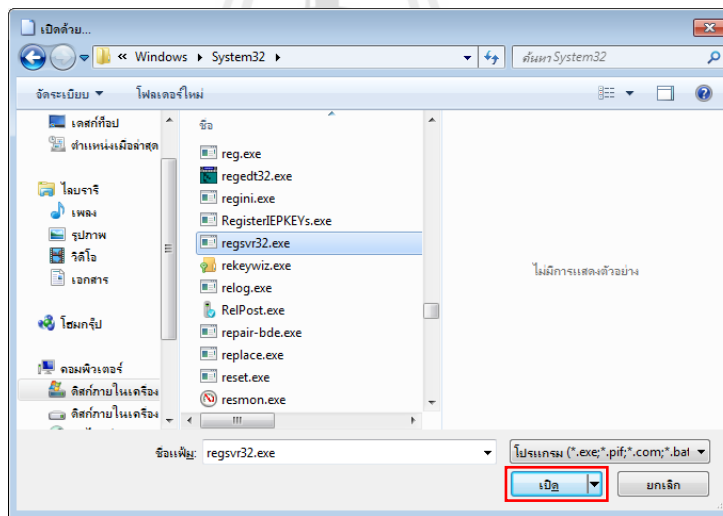 เปิดด้วย...
« Windows ▸ System32 ▸
ค้นหา System32
จัดระเบียบ
โฟลเดอร์ใหม่
เดสก์ท็อป
ตำแหน่งเมื่อล่าสุด
ไลบรารี
เพลง
รูปภาพ
วิดีโอ
เอกสาร
โฮมกรุ๊ป
คอมพิวเตอร์
ดิสก์ภายในเครื่อง
ดิสก์ภายในเครื่อง
ชื่อ
reg.exe
regedt32.exe
regini.exe
RegisterIEPKEYs.exe
regsvr32.exe
rekeywiz.exe
relog.exe
RelPost.exe
repair-bde.exe
replace.exe
reset.exe
resmon.exe
ไม่มีการแสดงตัวอย่าง
ชื่อแฟ้ม: regsvr32.exe
โปรแกรม (*.exe;*.pif;*.com;*.bat
เปิด
ยกเลิก